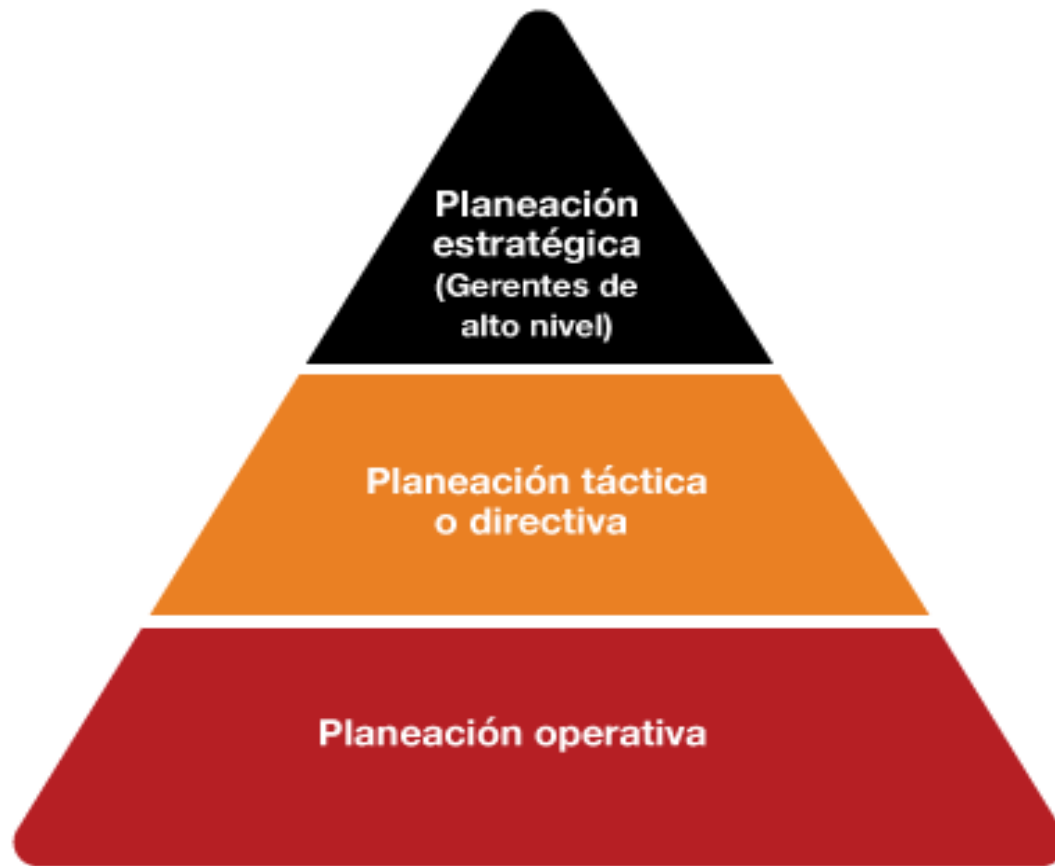 Planeación
estratégica
(Gerentes de
alto nivel)
Planeación táctica
o directiva
Planeación operativa